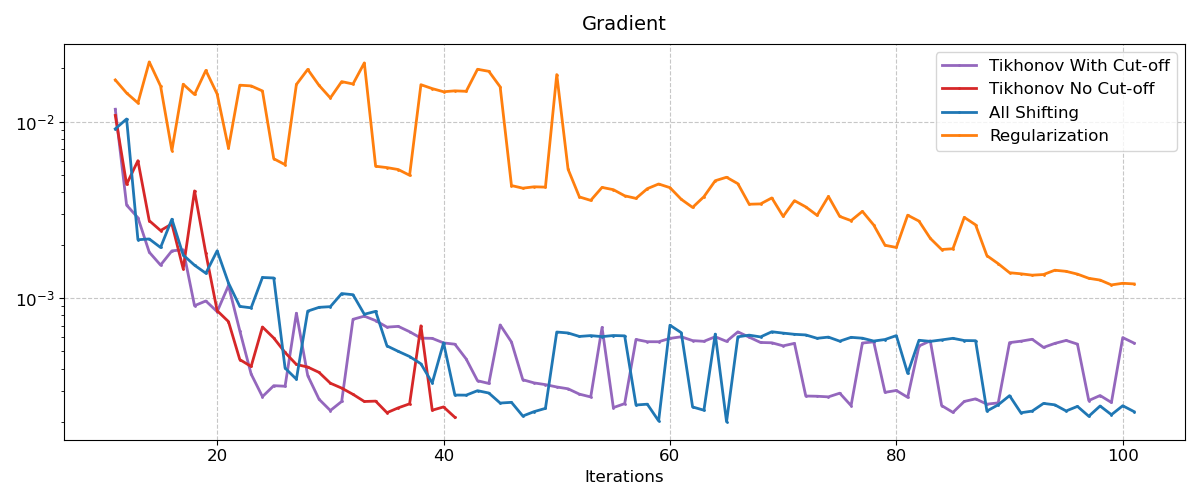 Gradient
Tikhonov With Cut-off
Tikhonov No Cut-off
All Shifting
Regularization
10⁻²
10⁻³
20 40 60 80 100
Iterations